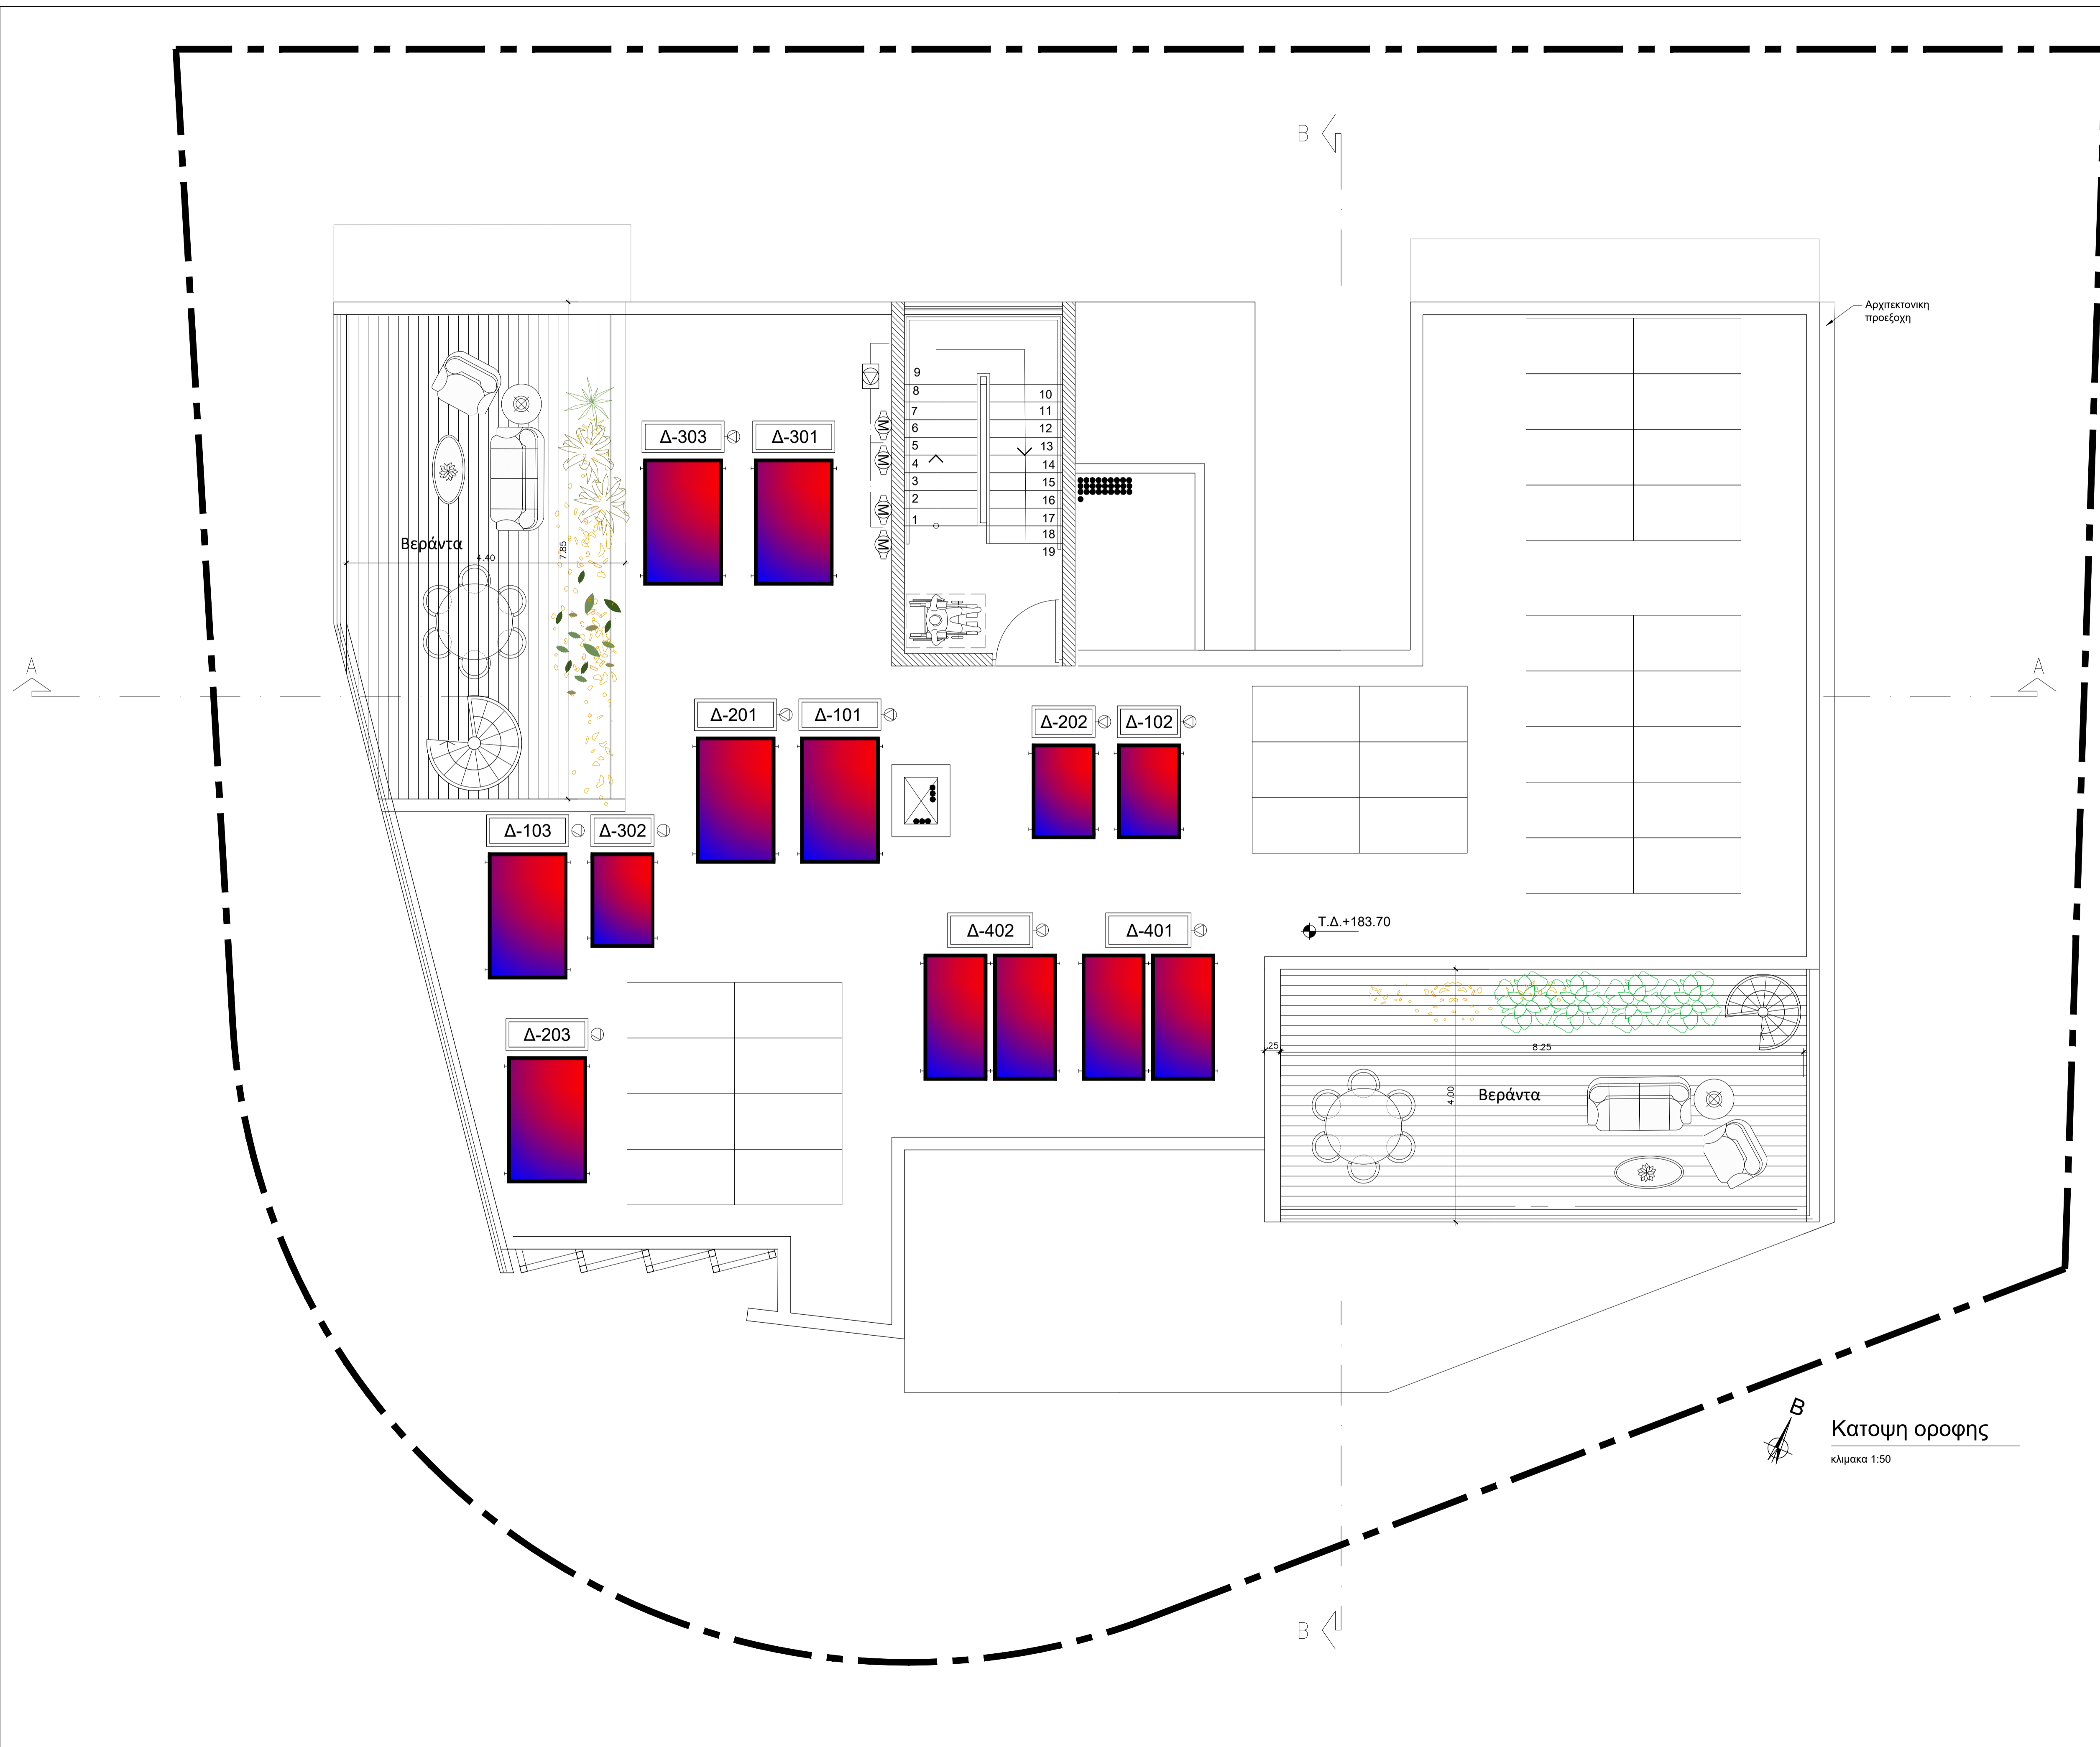 B
Αρχιτεκτονικη
προεξοχη
9
8
7
6
5
4
3
2
1
10
11
12
13
14
15
16
17
18
19
M
M
M
M
Δ-303
Δ-301
Βεράντα
4.40
7.85
A
A
Δ-201
Δ-101
Δ-202
Δ-102
Δ-103
Δ-302
Δ-402
Δ-401
Τ.Δ.+183.70
Δ-203
.25
8.25
4.00
Βεράντα
Β
Κατοψη οροφης
κλιμακα 1:50
B